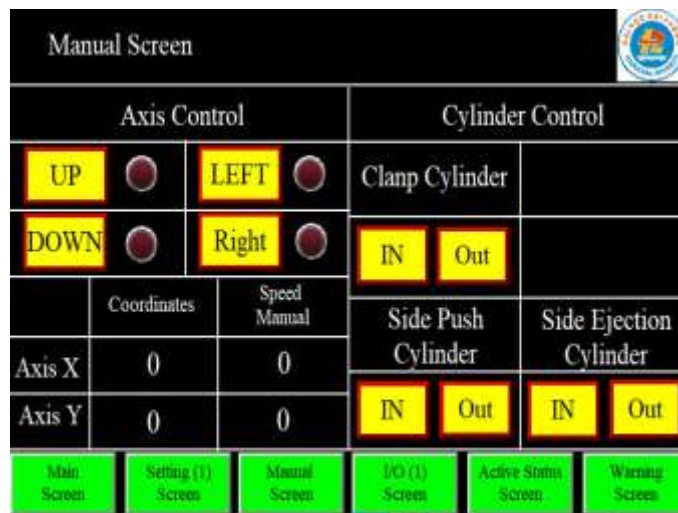 Manual Screen
Axis Control
Cylinder Control
UP
LEFT
Clanp Cylinder
DOWN
Right
IN
Out
Coordinates
Speed
Manual
Side Push
Cylinder
Side Ejection
Cylinder
Axis X
0
0
IN
Out
IN
Out
Axis Y
0
0
Main
Screen
Setting (1)
Screen
Manual
Screen
I/O (1)
Screen
Active Status
Screen
Warning
Screen